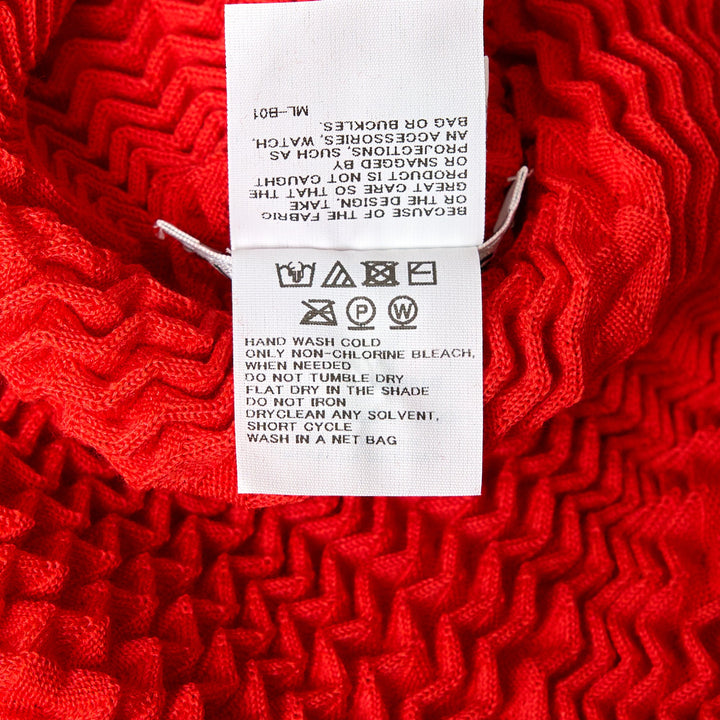 BECAUSE OF THE FABRIC
OR THE DESIGN, TAKE
GREAT CARE SO THAT THE
PRODUCT IS NOT CAUGHT
OR SNAGGED BY
PROJECTIONS, SUCH AS
AN ACCESSORIES, WATCH,
BAG OR BUCKLES.
ML-B01
P W
HAND WASH COLD
ONLY NON-CHLORINE BLEACH,
WHEN NEEDED
DO NOT TUMBLE DRY
FLAT DRY IN THE SHADE
DO NOT IRON
DRYCLEAN ANY SOLVENT,
SHORT CYCLE
WASH IN A NET BAG